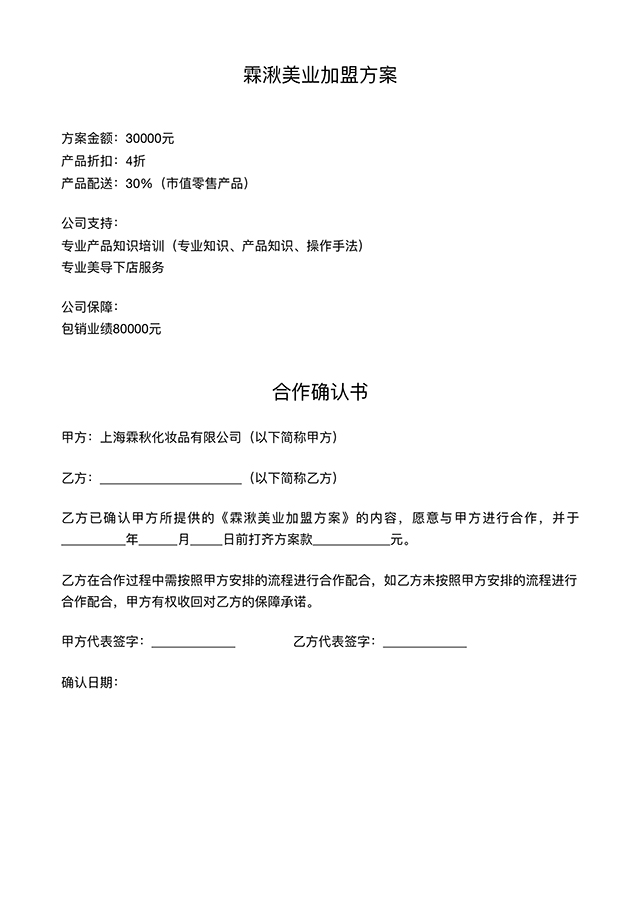 霖湫美业加盟方案
方案金额：30000元
产品折扣：4折
产品配送：30%（市值零售产品）
公司支持：
专业产品知识培训（专业知识、产品知识、操作手法）
专业美导下店服务
公司保障：
包销业绩80000元
合作确认书
甲方：上海霖秋化妆品有限公司（以下简称甲方）
乙方：______________________（以下简称乙方）
乙方已确认甲方所提供的《霖湫美业加盟方案》的内容，愿意与甲方进行合作，并于
__________年______月_____日前打齐方案款____________元。
乙方在合作过程中需按照甲方安排的流程进行合作配合，如乙方未按照甲方安排的流程进行
合作配合，甲方有权收回对乙方的保障承诺。
甲方代表签字：_____________ 乙方代表签字：_____________
确认日期：